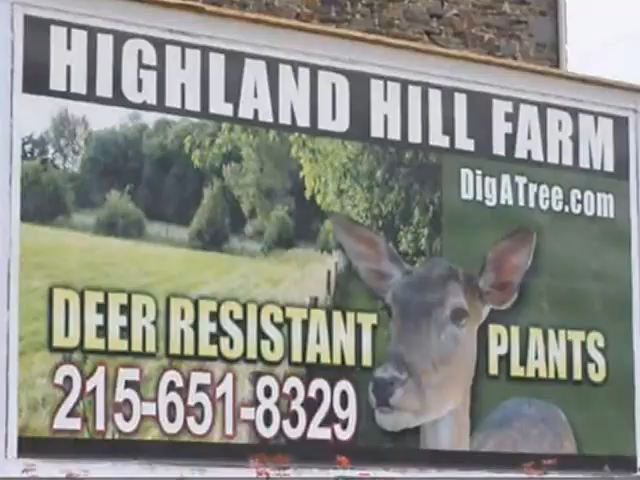 HIGHLAND HILL FARM
DigATree.com
DEER RESISTANT PLANTS
215-651-8329